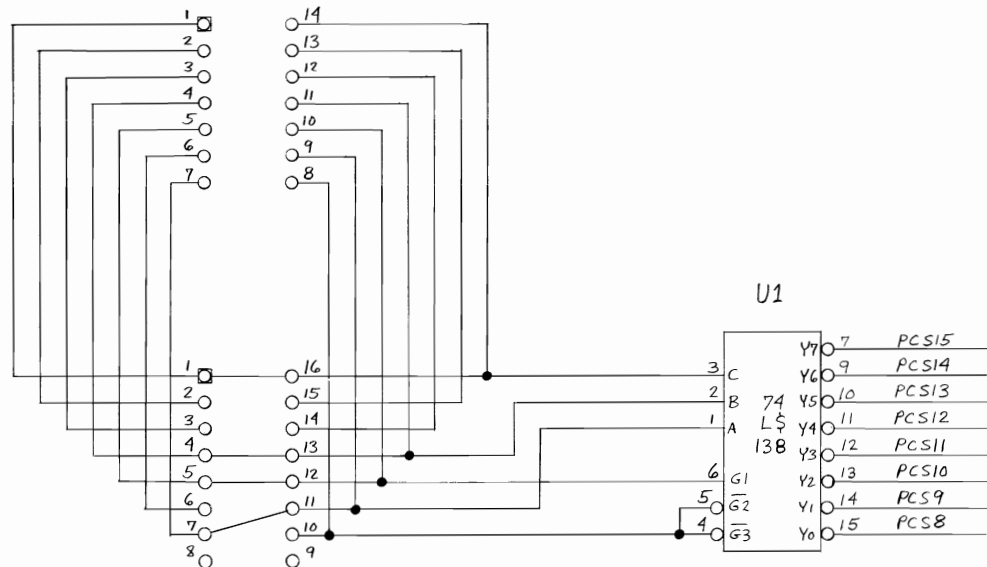 1 14
2 13
3 12
4 11
5 10
6 9
7 8
U1
1 16
2 15
3 14
4 13
5 12
6 11
7 10
8 9
3 C Y7 7 PCS15
2 B Y6 9 PCS14
1 A Y5 10 PCS13
74 Y4 11 PCS12
LS Y3 12 PCS11
138
6 G1 Y2 13 PCS10
5 G2 Y1 14 PCS9
4 G3 Y0 15 PCS8